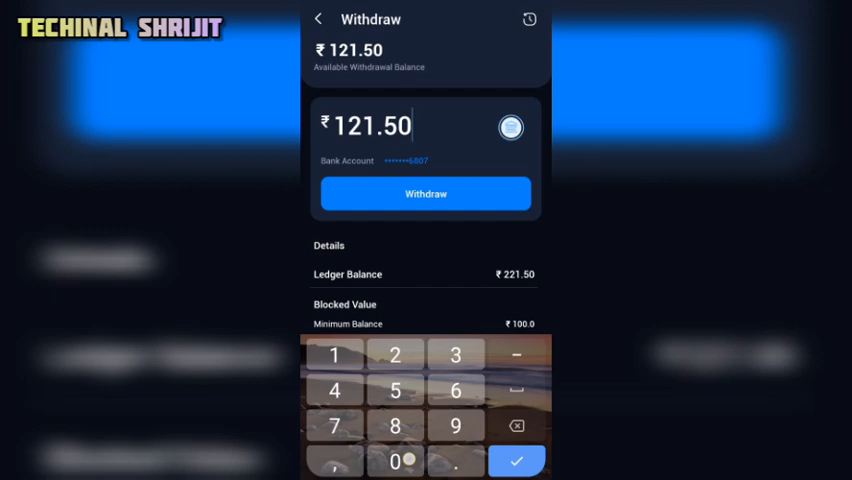 TECHINAL SHRIJIT
Withdraw
₹ 121.50
Available Withdrawal Balance
₹ 121.50
Bank Account •••••••6807
Withdraw
Details
Ledger Balance ₹ 221.50
Blocked Value
Minimum Balance ₹ 100.0
1 2 3 –
4 5 6
7 8 9
, 0 .